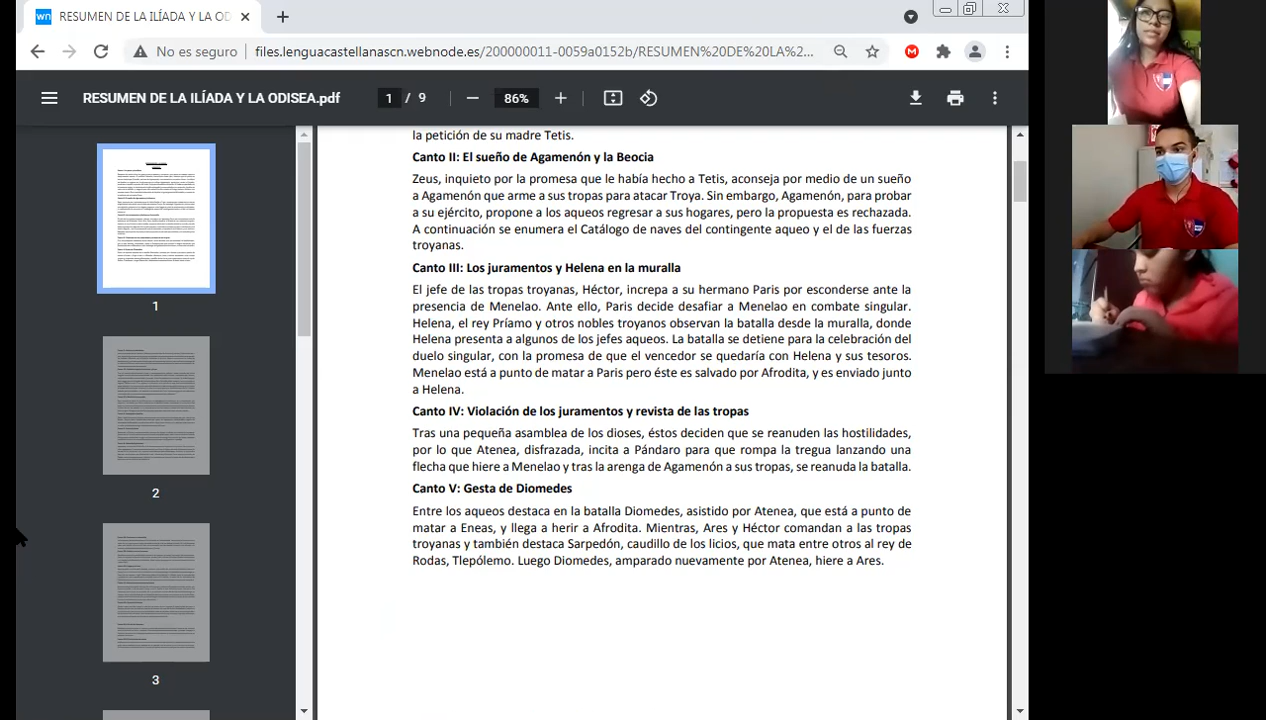 RESUMEN DE LA ILÍADA Y LA OD
No es seguro
files.lenguacastellanascn.webnode.es/200000011-0059a0152b/RESUMEN%20DE%20LA%2...
RESUMEN DE LA ILÍADA Y LA ODISEA.pdf
1 / 9
86%
la petición de su madre Tetis.
Canto II: El sueño de Agamenón y la Beocia
Zeus, inquieto por la promesa que le había hecho a Tetis, aconseja por medio de un sueño
a Agamenón que arme a sus tropas para atacar Troya. Sin embargo, Agamenón, para probar
a su ejército, propone a los aqueos regresar a sus hogares, pero la propuesta es rechazada.
A continuación se enumera el Catálogo de naves del contingente aqueo y el de las fuerzas
troyanas.
Canto III: Los juramentos y Helena en la muralla
El jefe de las tropas troyanas, Héctor, increpa a su hermano Paris por esconderse ante la
presencia de Menelao. Ante ello, Paris decide desafiar a Menelao en combate singular.
Helena, el rey Príamo y otros nobles troyanos observan la batalla desde la muralla, donde
Helena presenta a algunos de los jefes aqueos. La batalla se detiene para la celebración del
duelo singular, con la promesa de que el vencedor se quedaría con Helena y sus tesoros.
Menelao está a punto de matar a Paris pero éste es salvado por Afrodita, y es enviado junto
a Helena.
Canto IV: Violación de los juramentos y revista de las tropas
Tras una pequeña asamblea de los dioses, éstos deciden que se reanuden las hostilidades,
por lo que Atenea, disfrazada, incita a Pándaro para que rompa la tregua lanzando una
flecha que hiere a Menelao y tras la arenga de Agamenón a sus tropas, se reanuda la batalla.
Canto V: Gesta de Diomedes
Entre los aqueos destaca en la batalla Diomedes, asistido por Atenea, que está a punto de
matar a Eneas, y llega a herir a Afrodita. Mientras, Ares y Héctor comandan a las tropas
troyanas y también destaca Sarpedón, caudillo de los licios, que mata entre otros al rey de
Rodas, Tlepólemo. Luego Diomedes, amparado nuevamente por Atenea, hiere a Ares.
1
2
3